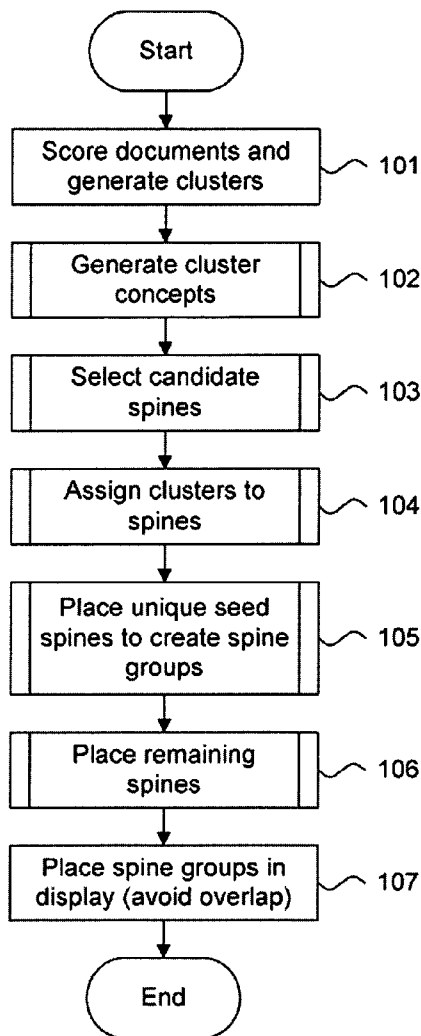 Start
Score documents and
generate clusters
101
Generate cluster
concepts
102
Select candidate
spines
103
Assign clusters to
spines
104
Place unique seed
spines to create spine
groups
105
Place remaining
spines
106
Place spine groups in
display (avoid overlap)
107
End